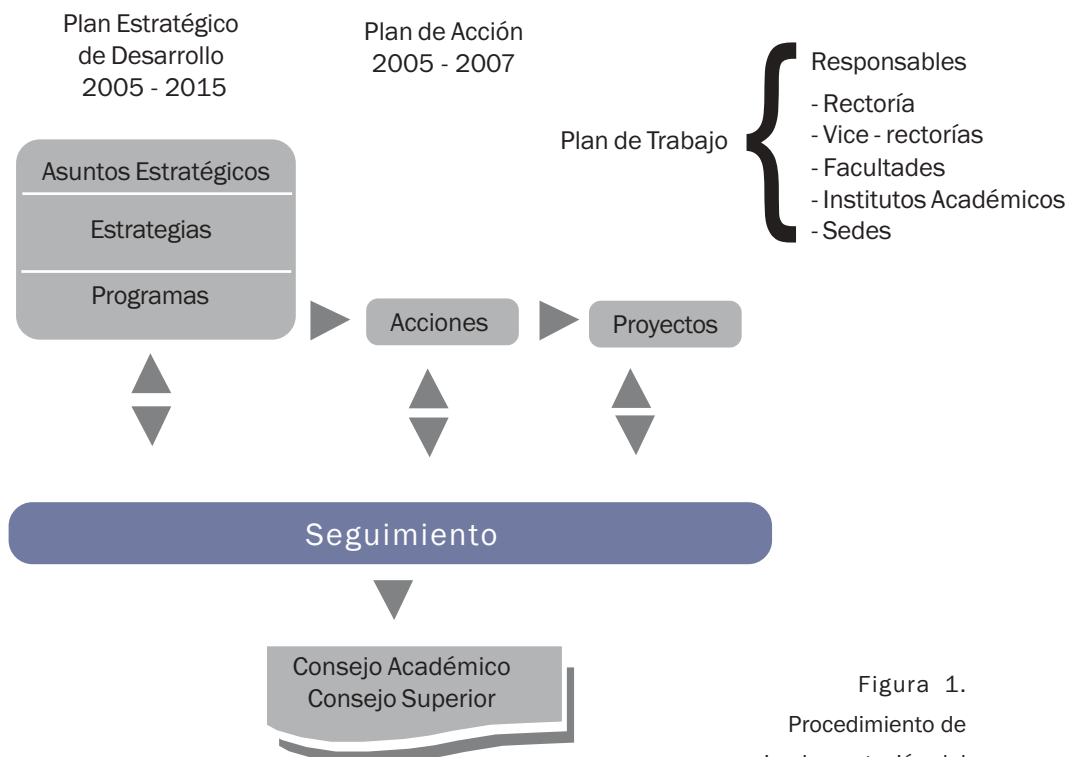 Plan Estratégico
de Desarrollo
2005 - 2015
Plan de Acción
2005 - 2007
Plan de Trabajo
Responsables
- Rectoría
- Vice - rectorías
- Facultades
- Institutos Académicos
- Sedes
Asuntos Estratégicos
Estrategias
Programas
Acciones
Proyectos
Seguimiento
Consejo Académico
Consejo Superior
Figura 1.
Procedimiento de